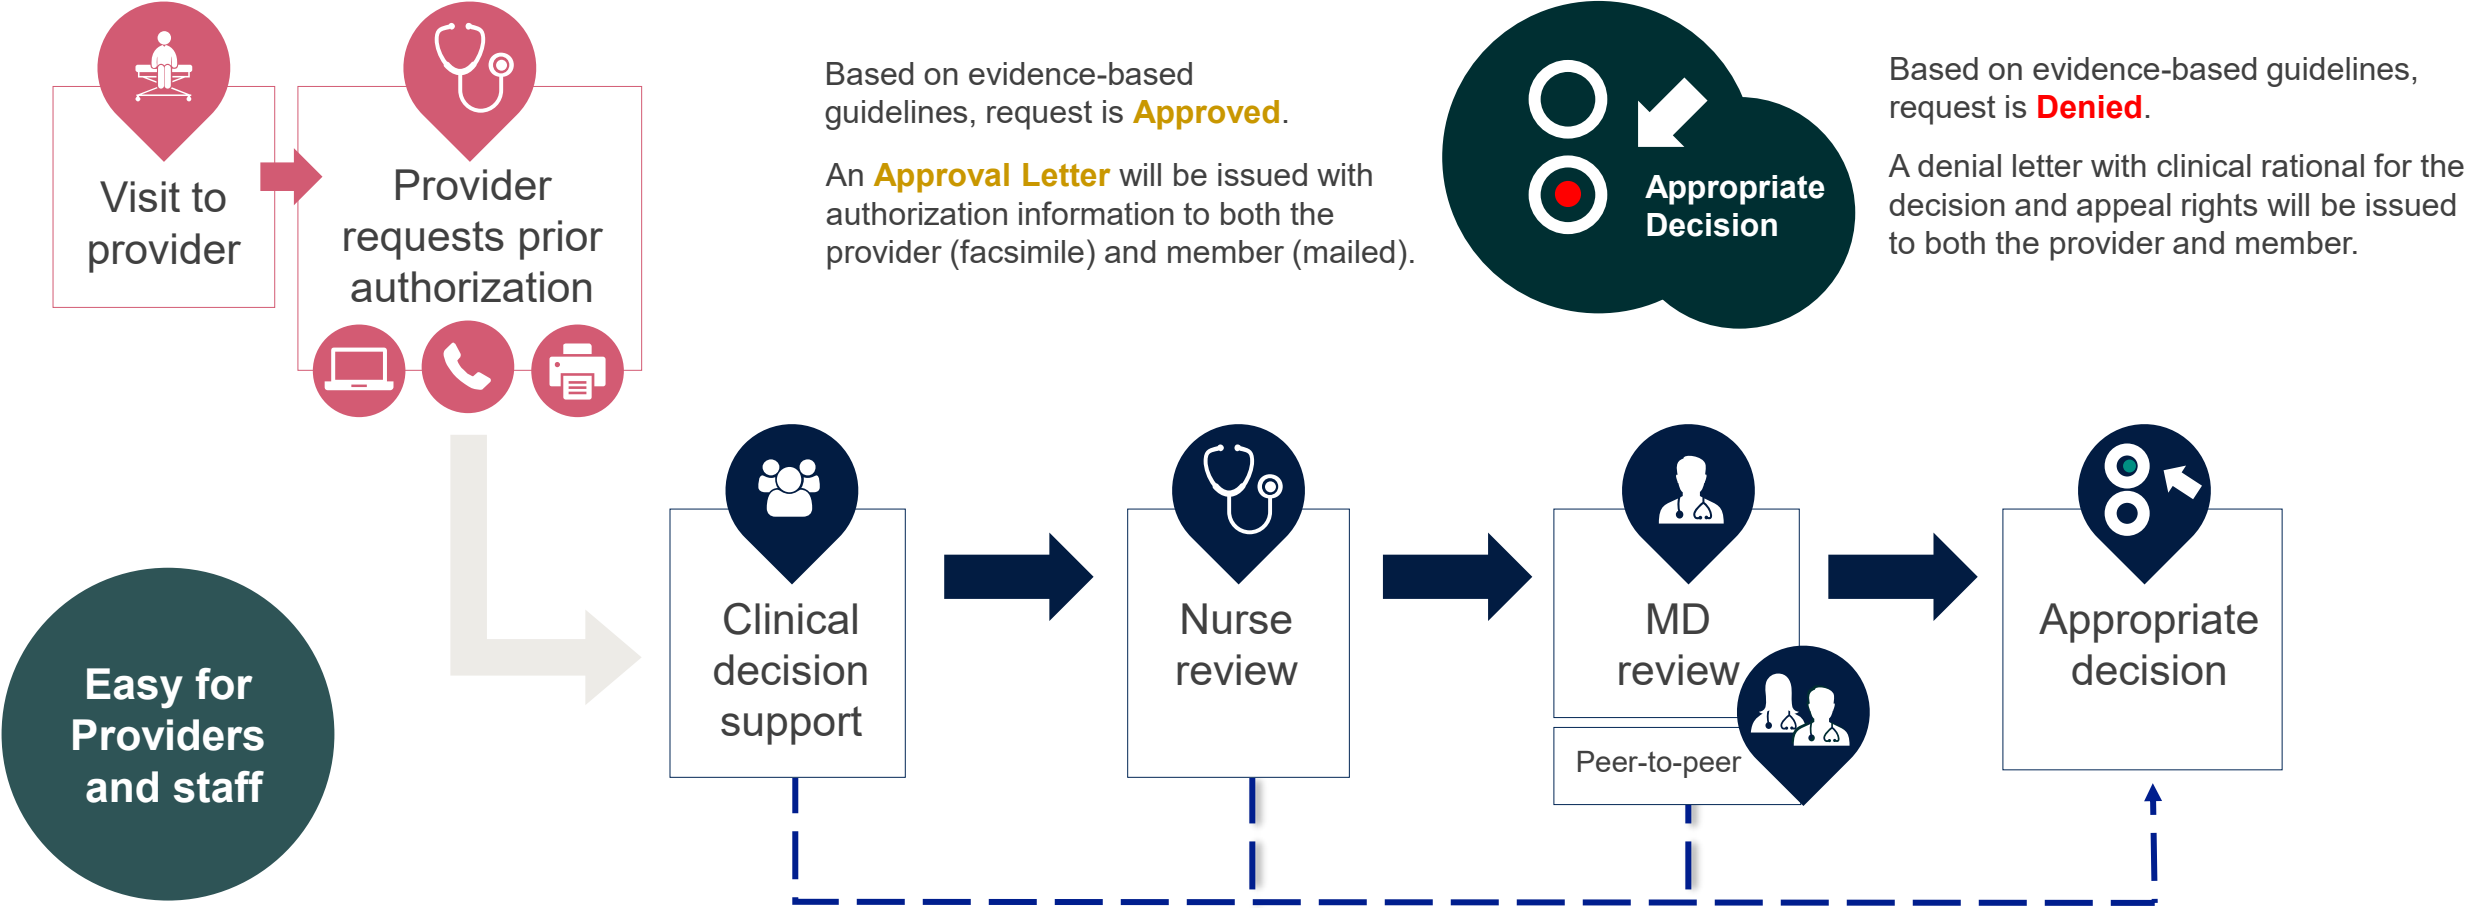 Visit to
provider
Provider
requests prior
authorization
Based on evidence-based
guidelines, request is Approved.
An Approval Letter will be issued with
authorization information to both the
provider (facsimile) and member (mailed).
Appropriate
Decision
Based on evidence-based guidelines,
request is Denied.
A denial letter with clinical rational for the
decision and appeal rights will be issued
to both the provider and member.
Easy for
Providers
and staff
Clinical
decision
support
Nurse
review
MD
review
Peer-to-peer
Appropriate
decision